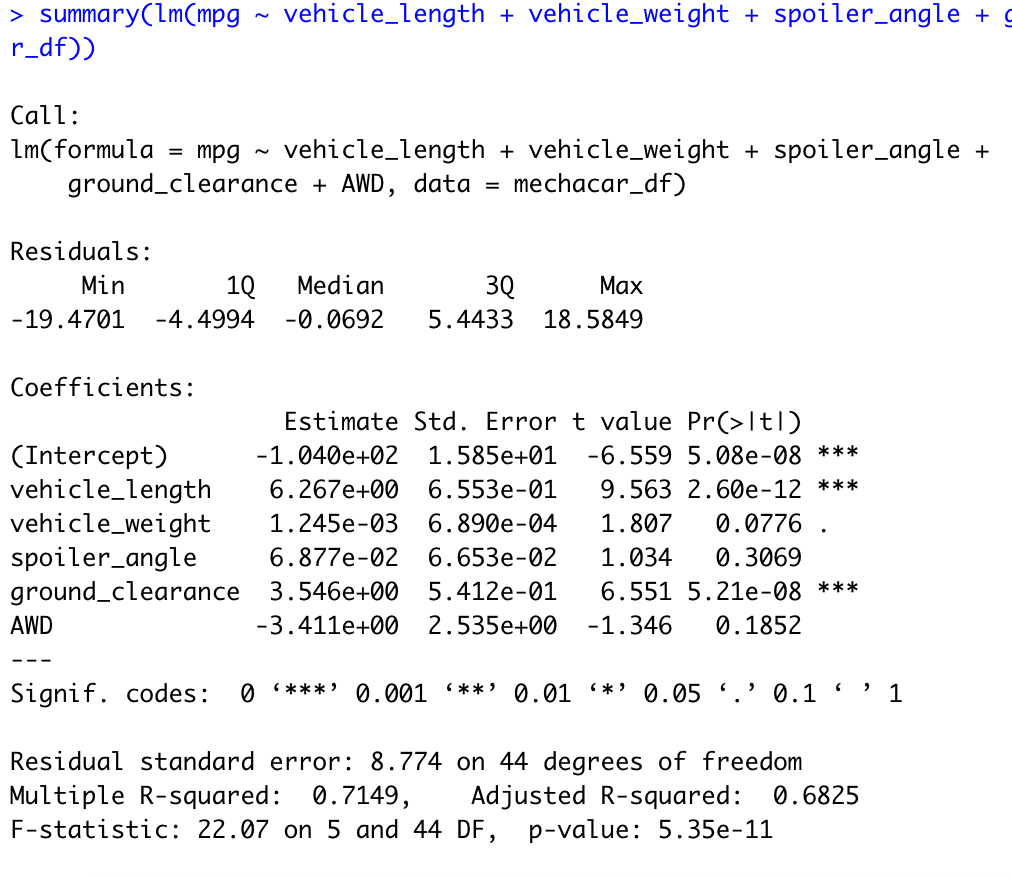 > summary(lm(mpg ~ vehicle_length + vehicle_weight + spoiler_angle + g
r_df))
Call:
lm(formula = mpg ~ vehicle_length + vehicle_weight + spoiler_angle +
    ground_clearance + AWD, data = mechacar_df)
Residuals:
     Min       1Q   Median       3Q      Max
-19.4701  -4.4994  -0.0692   5.4433  18.5849
Coefficients:
                   Estimate Std. Error t value Pr(>|t|)
(Intercept)      -1.040e+02  1.585e+01  -6.559 5.08e-08 ***
vehicle_length    6.267e+00  6.553e-01   9.563 2.60e-12 ***
vehicle_weight    1.245e-03  6.890e-04   1.807   0.0776 .
spoiler_angle     6.877e-02  6.653e-02   1.034   0.3069
ground_clearance  3.546e+00  5.412e-01   6.551 5.21e-08 ***
AWD              -3.411e+00  2.535e+00  -1.346   0.1852
---
Signif. codes:  0 ‘***’ 0.001 ‘**’ 0.01 ‘*’ 0.05 ‘.’ 0.1 ‘ ’ 1
Residual standard error: 8.774 on 44 degrees of freedom
Multiple R-squared:  0.7149,    Adjusted R-squared:  0.6825
F-statistic: 22.07 on 5 and 44 DF,  p-value: 5.35e-11